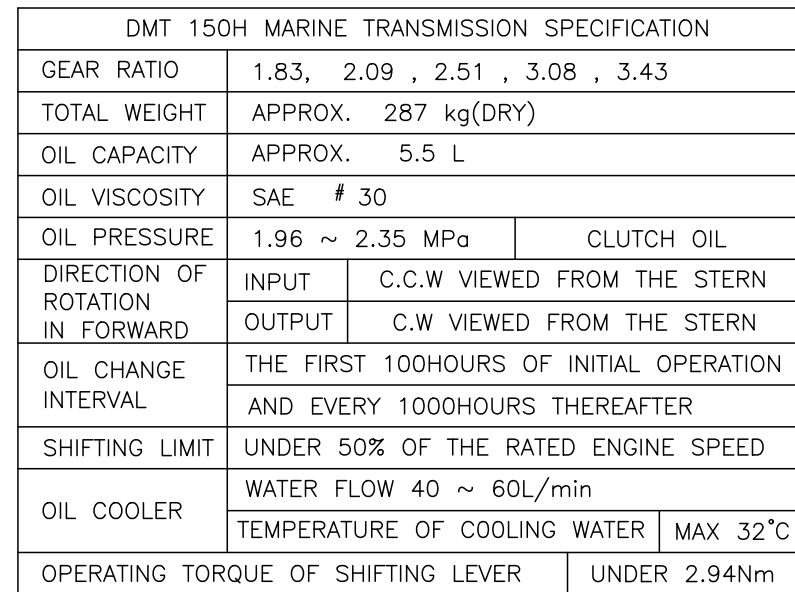 DMT 150H MARINE TRANSMISSION SPECIFICATION
GEAR RATIO 1.83, 2.09 , 2.51 , 3.08 , 3.43
TOTAL WEIGHT APPROX. 287 kg(DRY)
OIL CAPACITY APPROX. 5.5 L
OIL VISCOSITY SAE # 30
OIL PRESSURE 1.96 ~ 2.35 MPa CLUTCH OIL
DIRECTION OF
ROTATION
IN FORWARD
INPUT C.C.W VIEWED FROM THE STERN
OUTPUT C.W VIEWED FROM THE STERN
OIL CHANGE
INTERVAL
THE FIRST 100HOURS OF INITIAL OPERATION
AND EVERY 1000HOURS THEREAFTER
SHIFTING LIMIT UNDER 50% OF THE RATED ENGINE SPEED
OIL COOLER
WATER FLOW 40 ~ 60L/min
TEMPERATURE OF COOLING WATER MAX 32°C
OPERATING TORQUE OF SHIFTING LEVER UNDER 2.94Nm